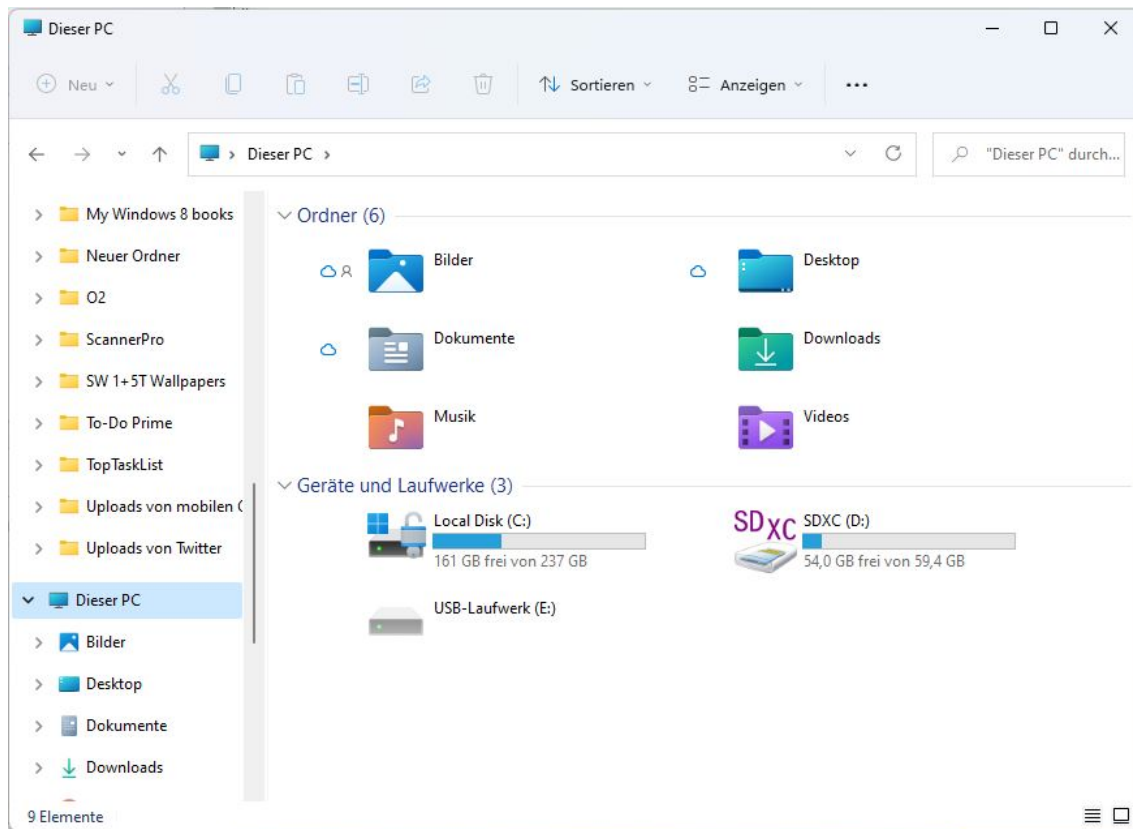 Dieser PC
Neu
Sortieren
Anzeigen
Dieser PC
"Dieser PC" durch...
My Windows 8 books
Neuer Ordner
O2
ScannerPro
SW 1+5T Wallpapers
To-Do Prime
TopTaskList
Uploads von mobilen
Uploads von Twitter
Dieser PC
Bilder
Desktop
Dokumente
Downloads
Ordner (6)
Bilder
Desktop
Dokumente
Downloads
Musik
Videos
Geräte und Laufwerke (3)
Local Disk (C:)
161 GB frei von 237 GB
SDXC
SDXC (D:)
54,0 GB frei von 59,4 GB
USB-Laufwerk (E:)
9 Elemente